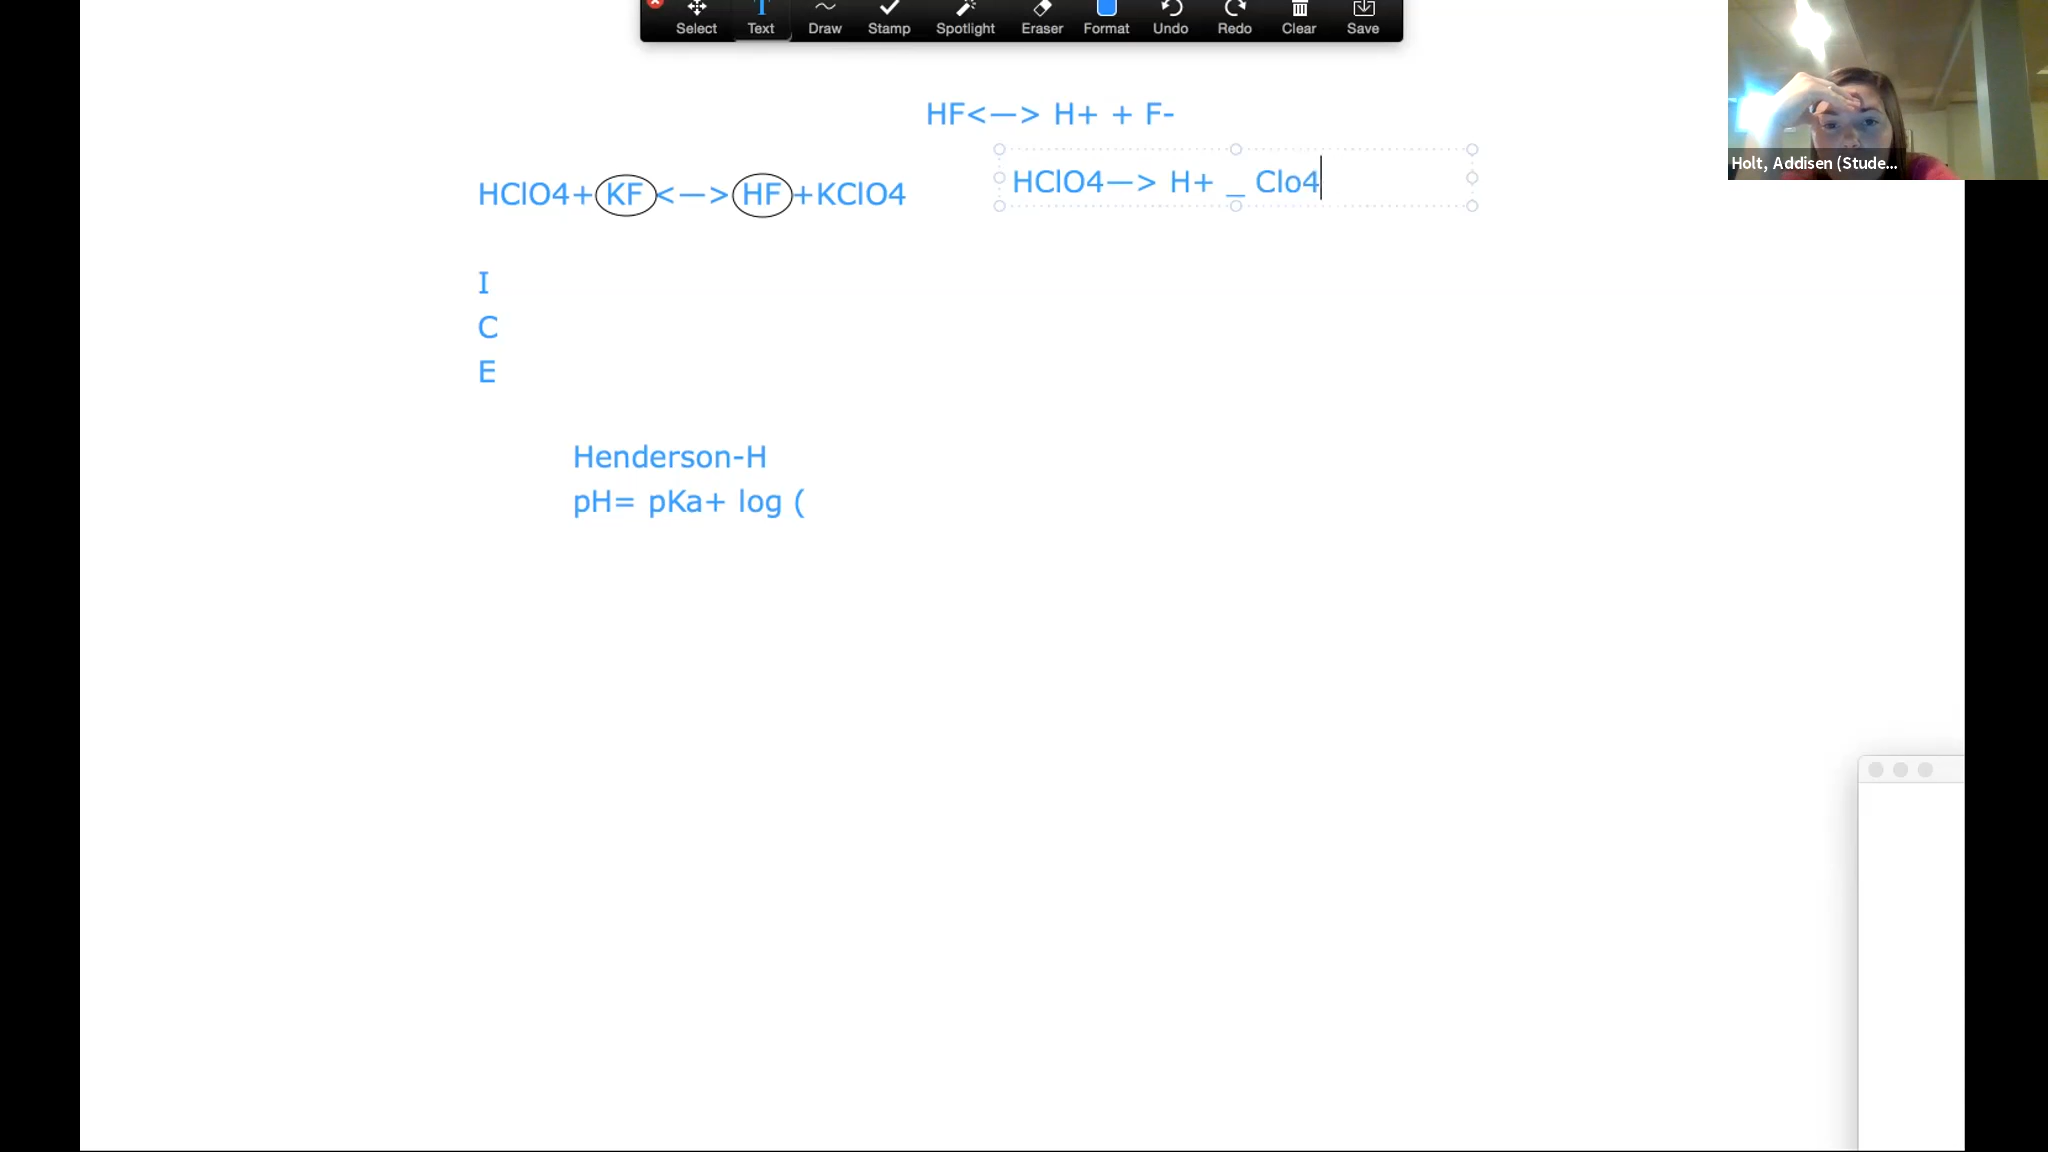 Select Text Draw Stamp Spotlight Eraser Format Undo Redo Clear Save
HF<—> H+ + F-
HClO4—> H+ _ Clo4
HClO4+KF<—>HF+KClO4
I
C
E
Henderson-H
pH= pKa+ log (
Holt, Addisen (Stude...